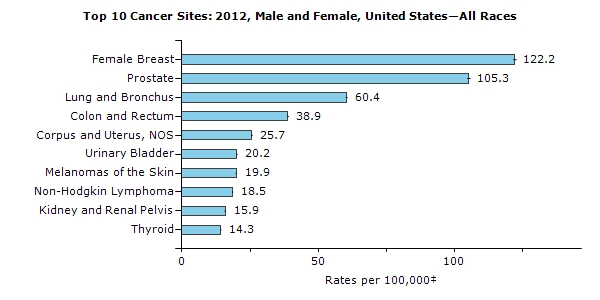 Top 10 Cancer Sites: 2012, Male and Female, United States—All Races
Female Breast 122.2
Prostate 105.3
Lung and Bronchus 60.4
Colon and Rectum 38.9
Corpus and Uterus, NOS 25.7
Urinary Bladder 20.2
Melanomas of the Skin 19.9
Non-Hodgkin Lymphoma 18.5
Kidney and Renal Pelvis 15.9
Thyroid 14.3
0 50 100
Rates per 100,000‡